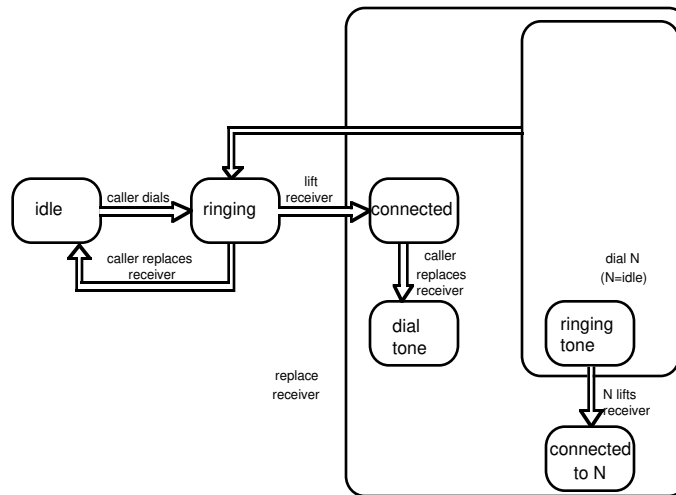 idle
caller dials
ringing
lift
receiver
connected
caller replaces
receiver
caller
replaces
receiver
dial
tone
replace
receiver
dial N
(N=idle)
ringing
tone
N lifts
receiver
connected
to N